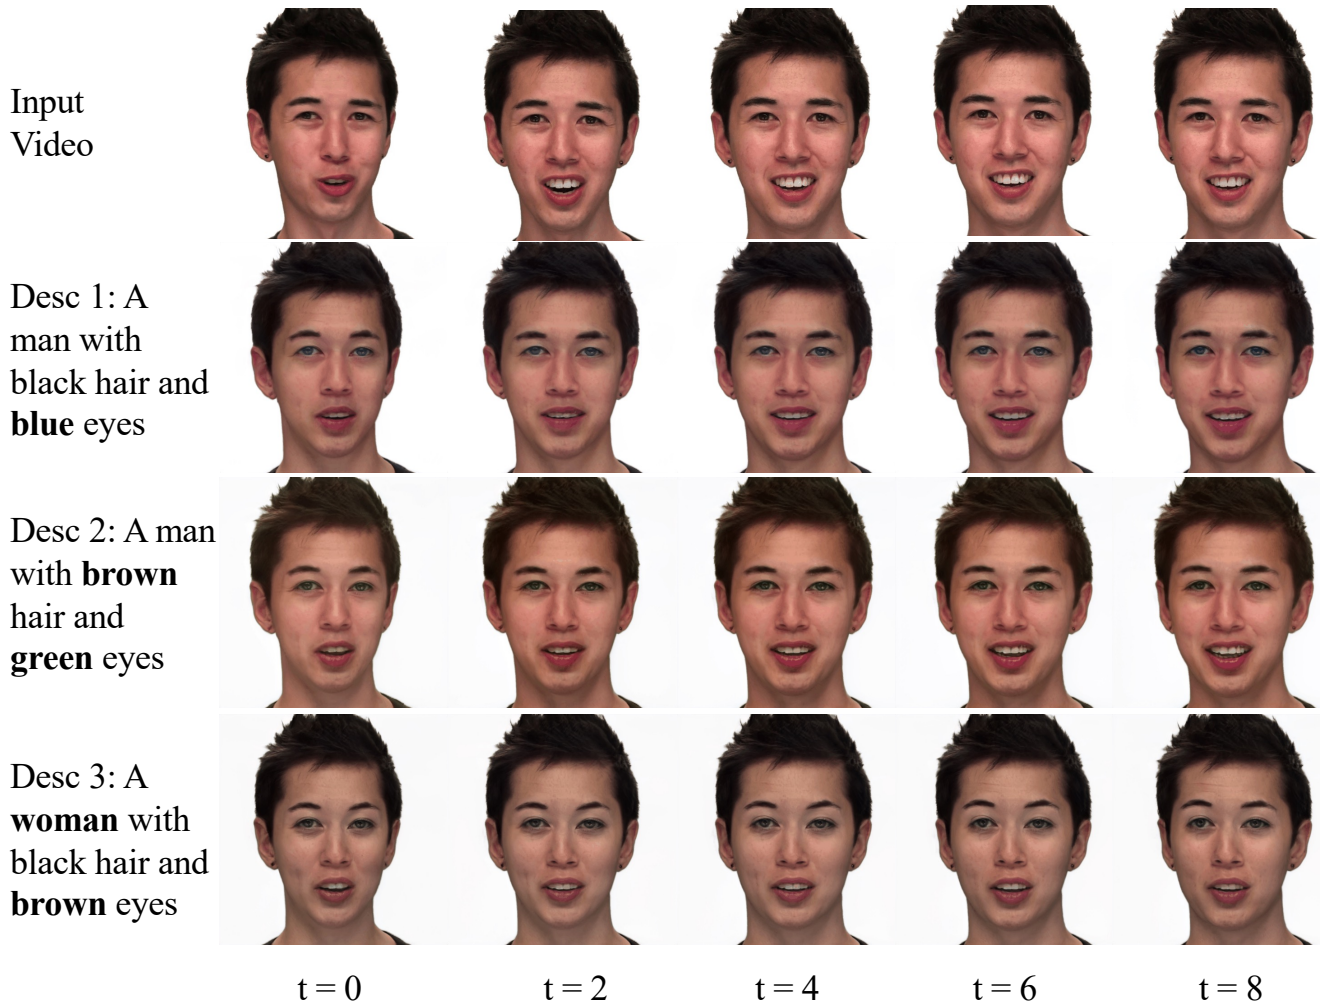 Input
Video
Desc 1: A
man with
black hair and
blue eyes
Desc 2: A man
with brown
hair and
green eyes
Desc 3: A
woman with
black hair and
brown eyes
t = 0
t = 2
t = 4
t = 6
t = 8